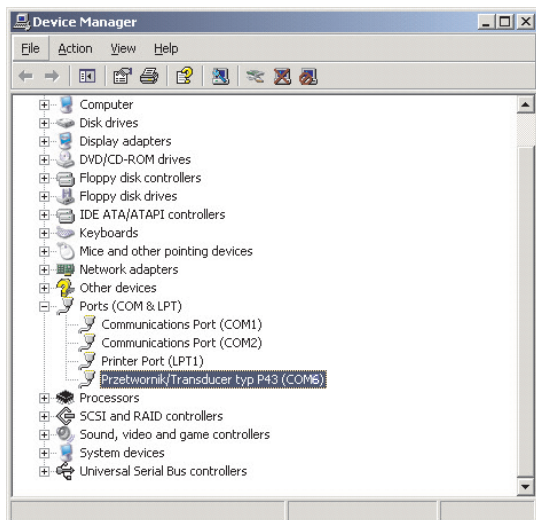 Device Manager
File Action View Help
Computer
Disk drives
Display adapters
DVD/CD-ROM drives
Floppy disk controllers
Floppy disk drives
IDE ATA/ATAPI controllers
Keyboards
Mice and other pointing devices
Network adapters
Other devices
Ports (COM & LPT)
Communications Port (COM1)
Communications Port (COM2)
Printer Port (LPT1)
Przetwornik/Transducer typ P43 (COM6)
Processors
SCSI and RAID controllers
Sound, video and game controllers
System devices
Universal Serial Bus controllers